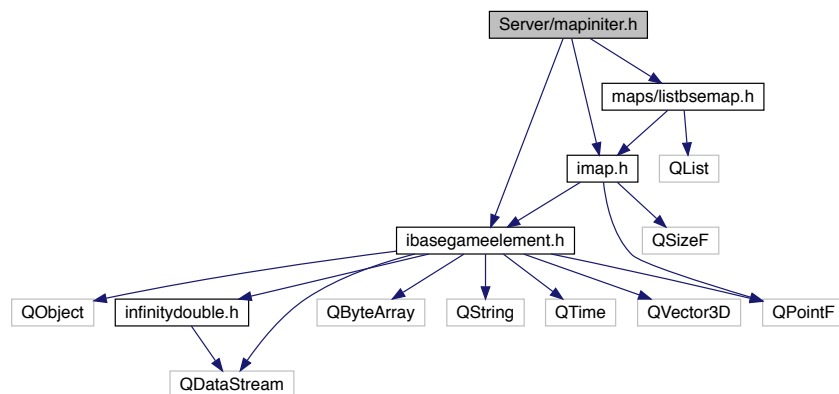 Server/mapiniter.h
maps/listbsemap.h
imap.h
QList
ibasegameelement.h
QSizeF
QObject
infinitydouble.h
QByteArray
QString
QTime
QVector3D
QPointF
QDataStream